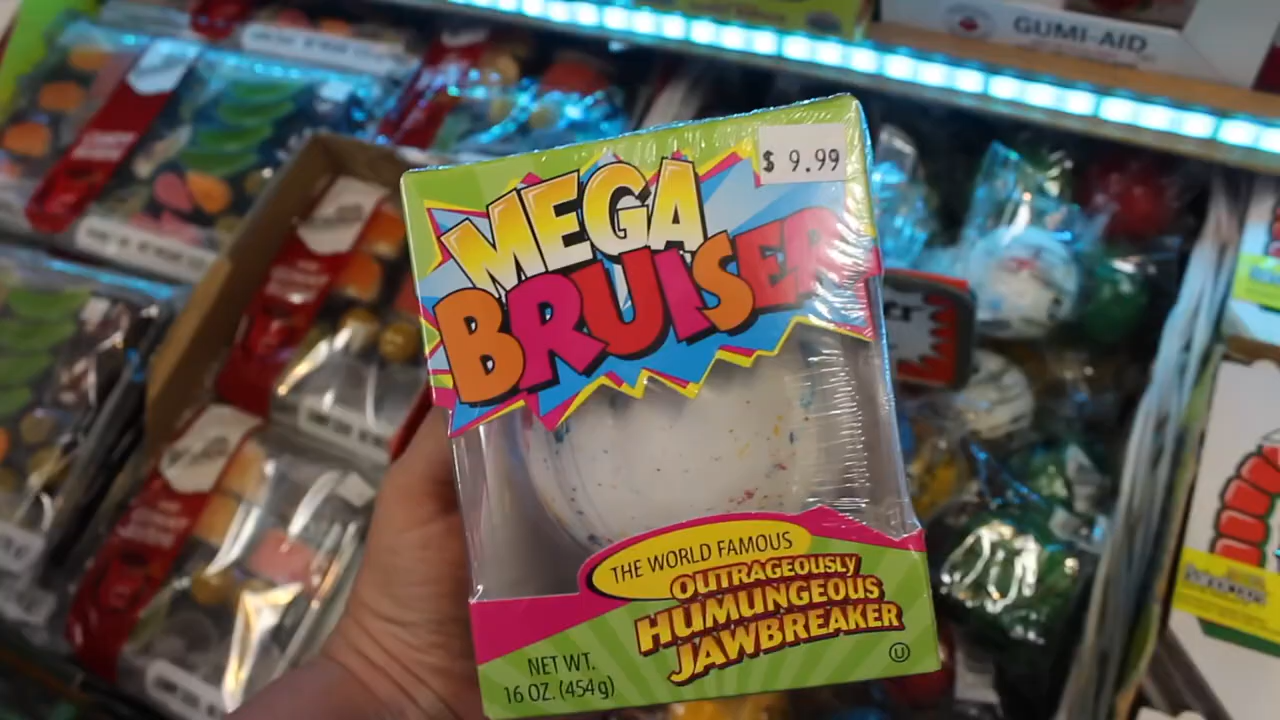 GUMI-AID
$ 9.99
MEGA
BRUISER
THE WORLD FAMOUS
OUTRAGEOUSLY
HUMUNGEOUS
JAWBREAKER
NET WT.
16 OZ. (454g)
U